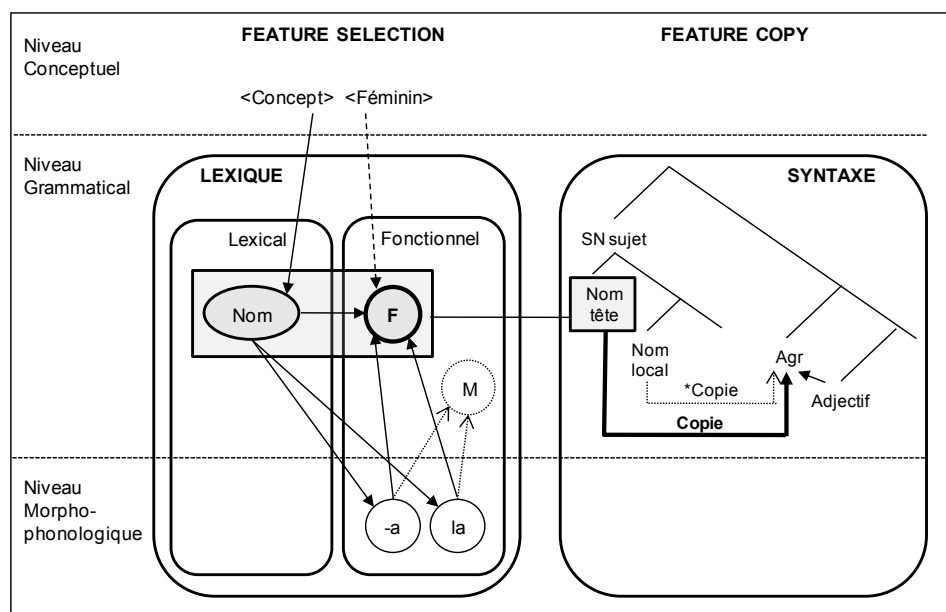 FEATURE SELECTION
FEATURE COPY
Niveau
Conceptuel
<Concept> <Féminin>
Niveau
Grammatical
LEXIQUE
SYNTAXE
Lexical
Fonctionnel
SN sujet
Nom
F
Nom
tête
Nom
local
Agr
M
*Copie
Adjectif
Copie
Niveau
Morpho-
phonologique
-a
la